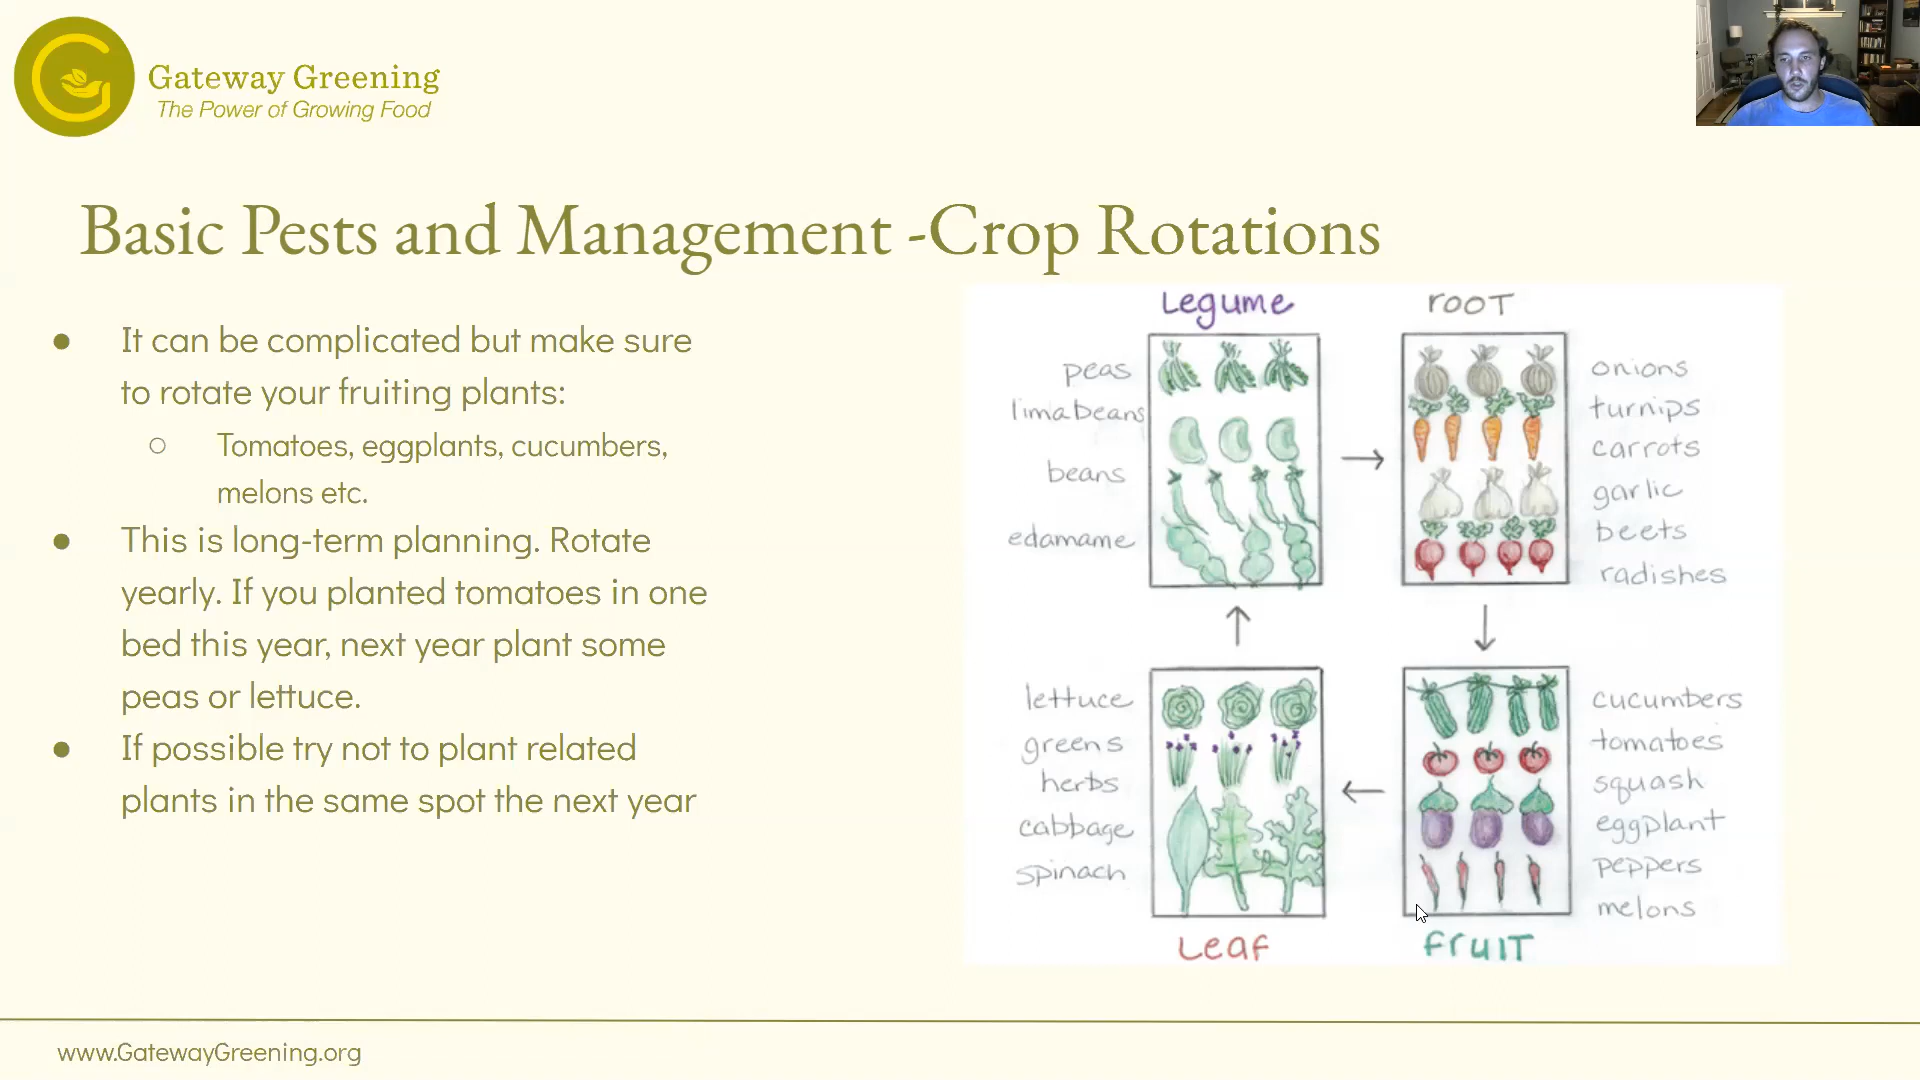 Gateway Greening
The Power of Growing Food
Basic Pests and Management -Crop Rotations
● It can be complicated but make sure
to rotate your fruiting plants:
○ Tomatoes, eggplants, cucumbers,
melons etc.
● This is long-term planning. Rotate
yearly. If you planted tomatoes in one
bed this year, next year plant some
peas or lettuce.
● If possible try not to plant related
plants in the same spot the next year
Legume
peas
lima beans
beans
edamame
root
onions
turnips
carrots
garlic
beets
radishes
lettuce
greens
herbs
cabbage
spinach
Leaf
cucumbers
tomatoes
squash
eggplant
peppers
melons
fruit
www.GatewayGreening.org